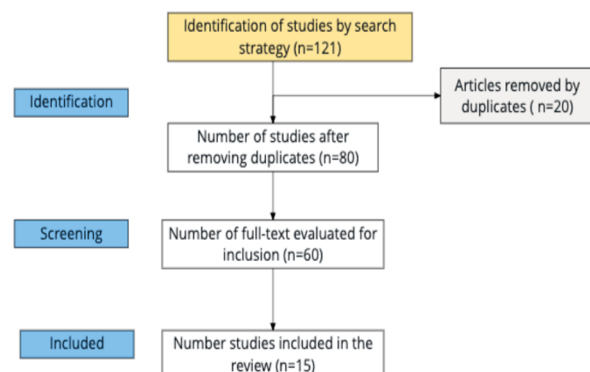 Identification of studies by search
strategy (n=121)
Identification
Articles removed by
duplicates ( n=20)
Number of studies after
removing duplicates (n=80)
Screening
Number of full-text evaluated for
inclusion (n=60)
Included
Number studies included in the
review (n=15)